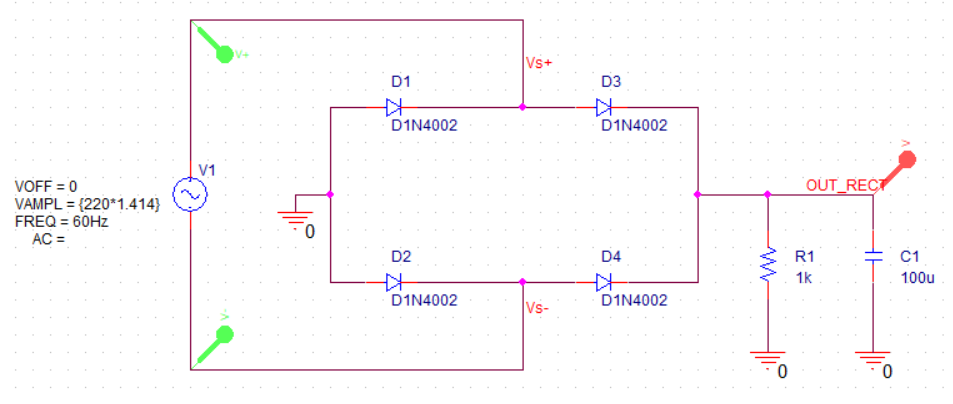 V+
Vs+
D1
D1N4002
D3
D1N4002
V1
VOFF = 0
VAMPL = {220*1.414}
FREQ = 60Hz
AC =
0
V
OUT_RECT
D2
D1N4002
D4
D1N4002
R1
1k
C1
100u
Vs-
V-
0
0